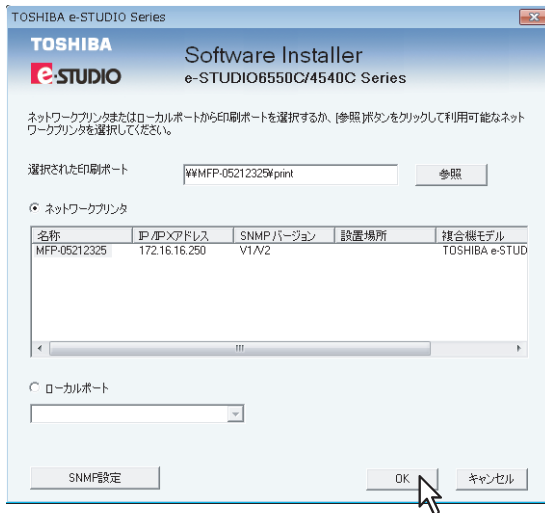 TOSHIBA e-STUDIO Series
TOSHIBA
e-STUDIO
Software Installer
e-STUDIO6550C/4540C Series
ネットワークプリンタまたはローカルポートから印刷ポートを選択するか、[参照]ボタンをクリックして利用可能なネット
ワークプリンタを選択してください。
選択された印刷ポート
¥¥MFP-05212325¥print
参照
ネットワークプリンタ
名称 IP/IPXアドレス SNMPバージョン 設置場所 複合機モデル
MFP-05212325 172.16.16.250 V1/V2 TOSHIBA e-STUD
ローカルポート
SNMP設定
OK
キャンセル